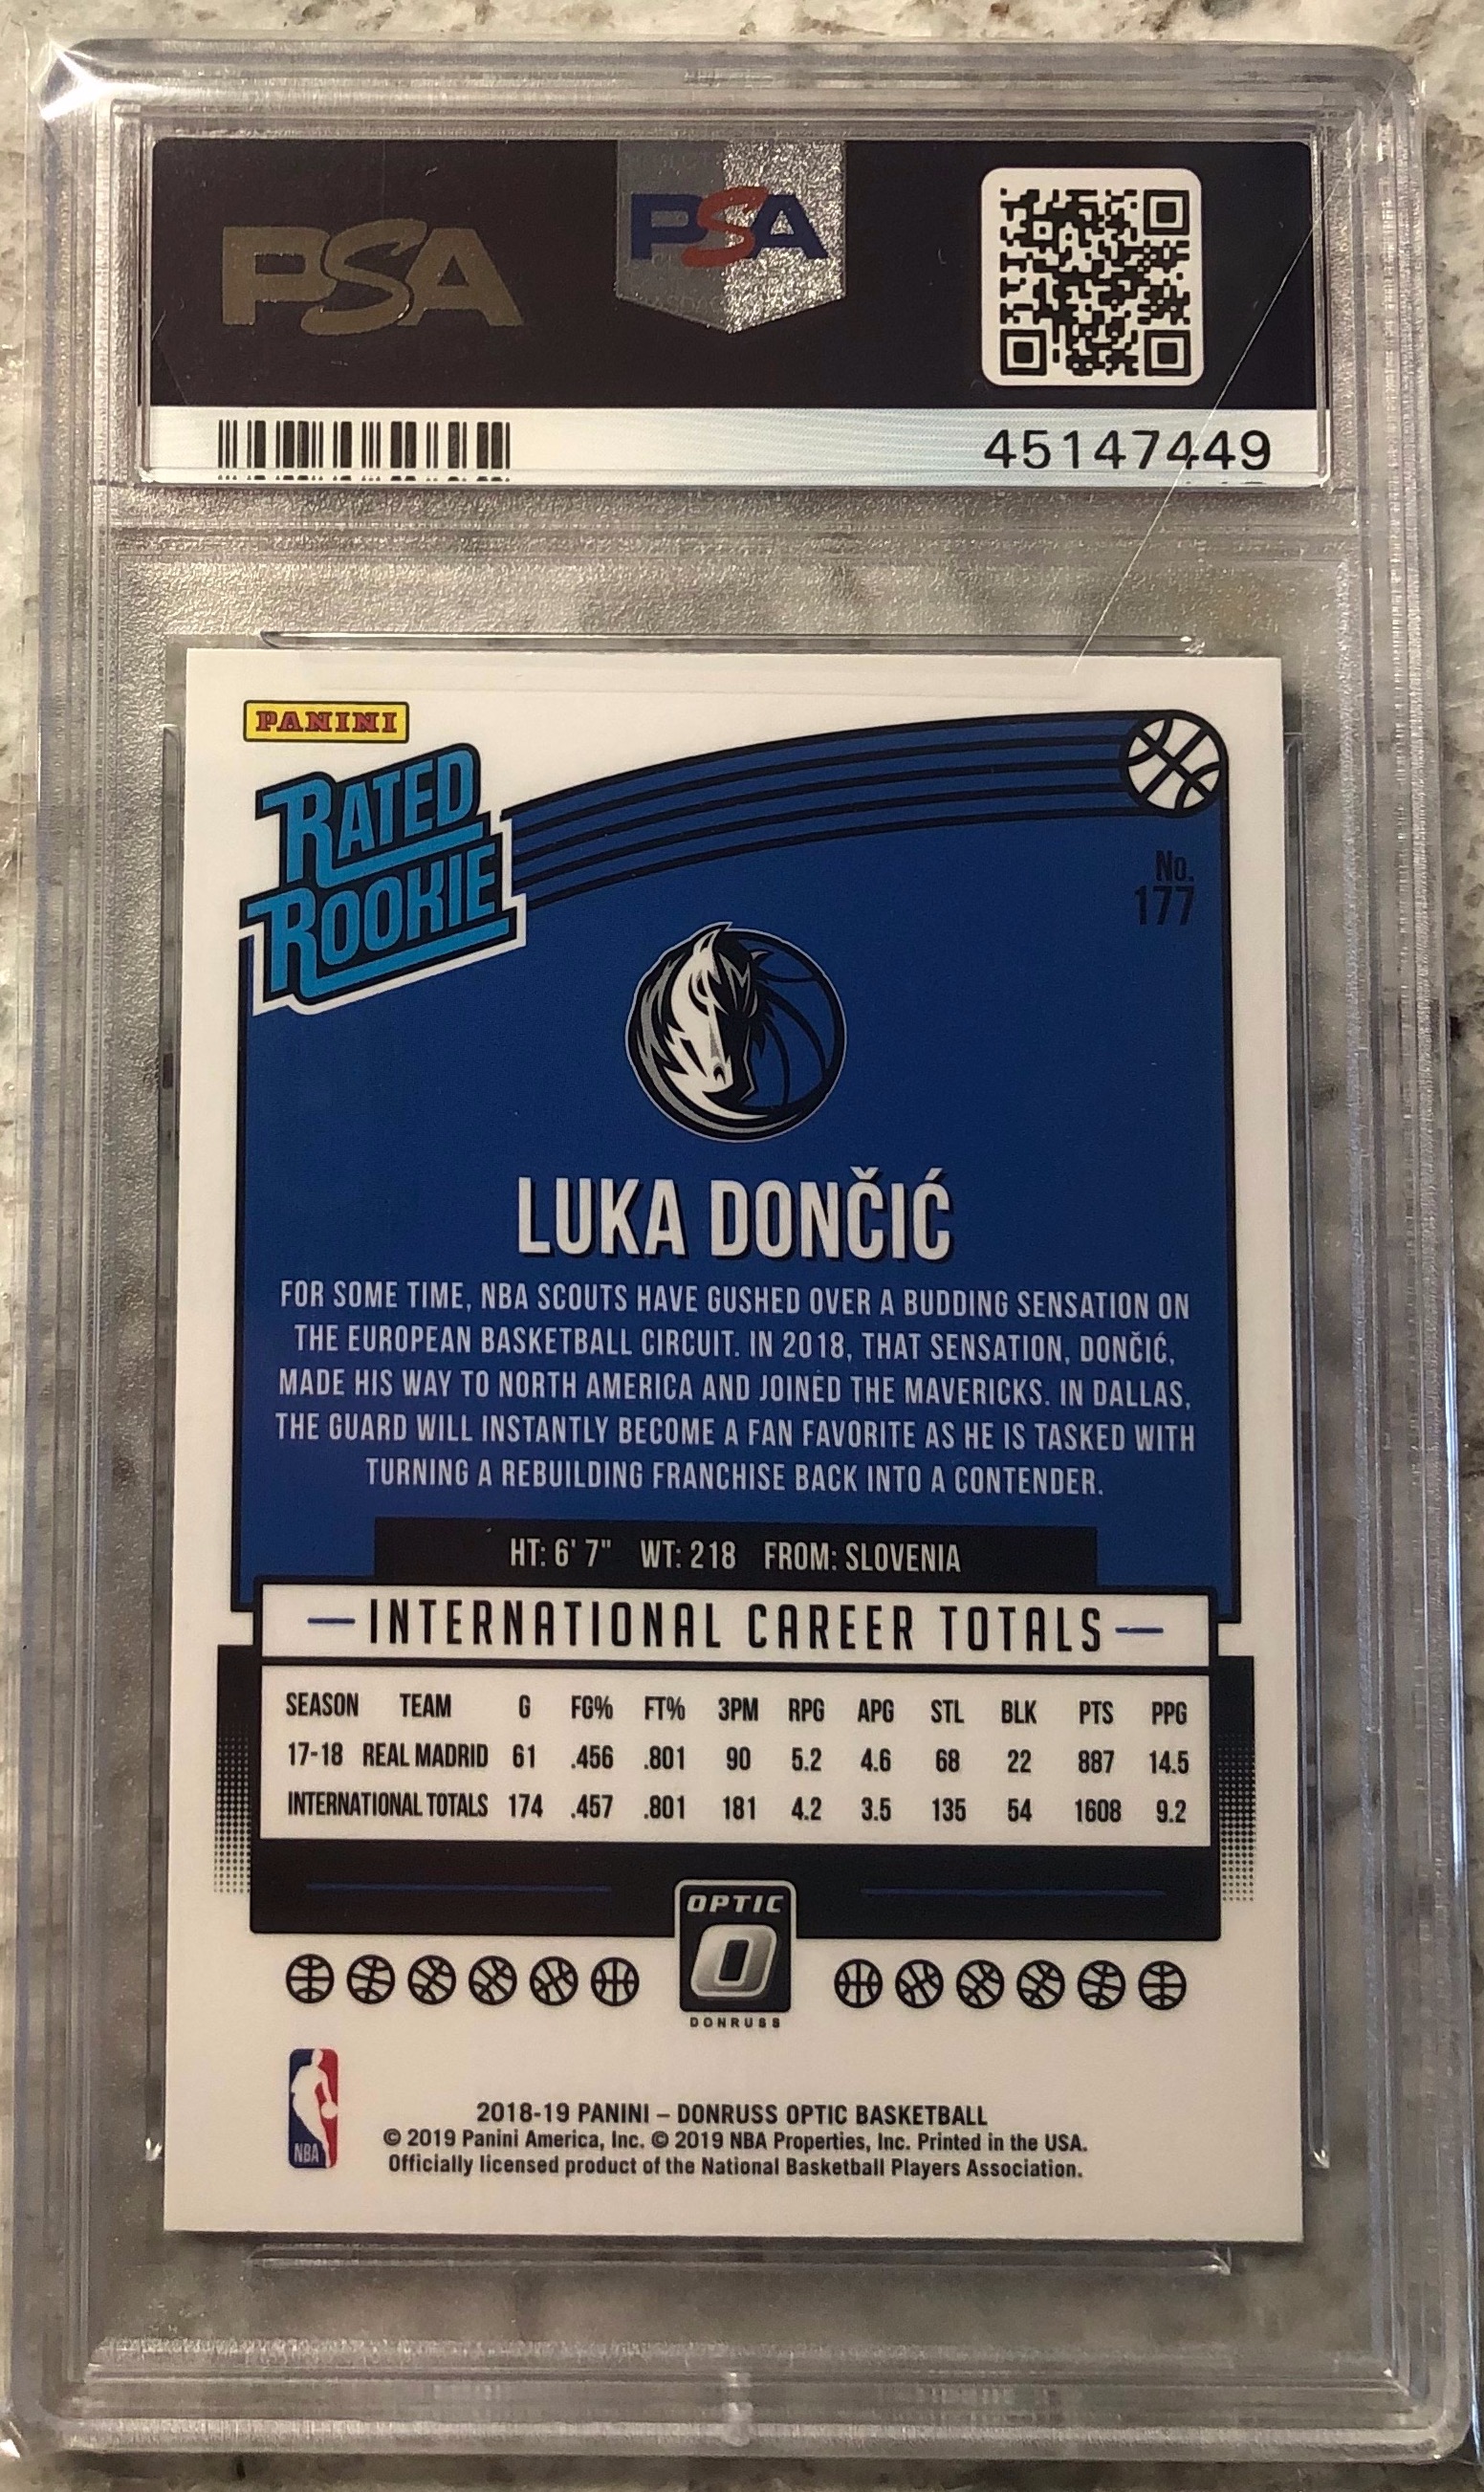 PSA
PSA
45147449
PANINI
RATED
ROOKIE
No.
177
LUKA DONČIĆ
FOR SOME TIME, NBA SCOUTS HAVE GUSHED OVER A BUDDING SENSATION ON
THE EUROPEAN BASKETBALL CIRCUIT. IN 2018, THAT SENSATION, DONČIĆ,
MADE HIS WAY TO NORTH AMERICA AND JOINED THE MAVERICKS. IN DALLAS,
THE GUARD WILL INSTANTLY BECOME A FAN FAVORITE AS HE IS TASKED WITH
TURNING A REBUILDING FRANCHISE BACK INTO A CONTENDER.
HT: 6' 7" WT: 218 FROM: SLOVENIA
INTERNATIONAL CAREER TOTALS
SEASON TEAM G FG% FT% 3PM RPG APG STL BLK PTS PPG
17-18 REAL MADRID 61 .456 .801 90 5.2 4.6 68 22 887 14.5
INTERNATIONAL TOTALS 174 .457 .801 181 4.2 3.5 135 54 1608 9.2
OPTIC
O
DONRUSS
NBA
2018-19 PANINI – DONRUSS OPTIC BASKETBALL
© 2019 Panini America, Inc. © 2019 NBA Properties, Inc. Printed in the USA.
Officially licensed product of the National Basketball Players Association.